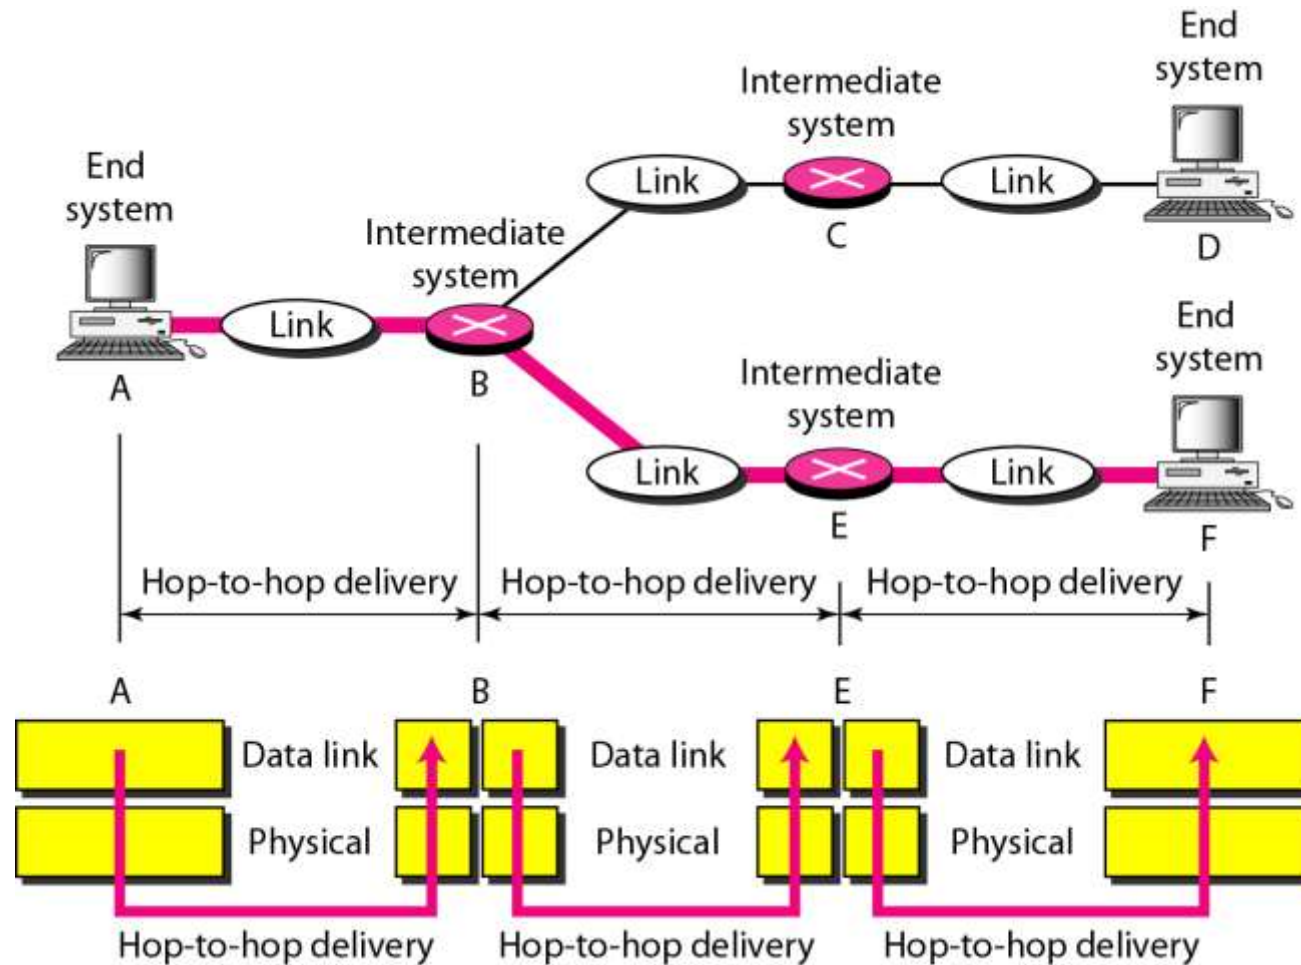 End
system
Intermediate
system
End
system
Link
Link
C
D
Intermediate
system
Link
A
B
End
system
Intermediate
system
Link
Link
E
F
Hop-to-hop delivery
Hop-to-hop delivery
Hop-to-hop delivery
A
B
E
F
Data link
Data link
Data link
Physical
Physical
Physical
Hop-to-hop delivery
Hop-to-hop delivery
Hop-to-hop delivery